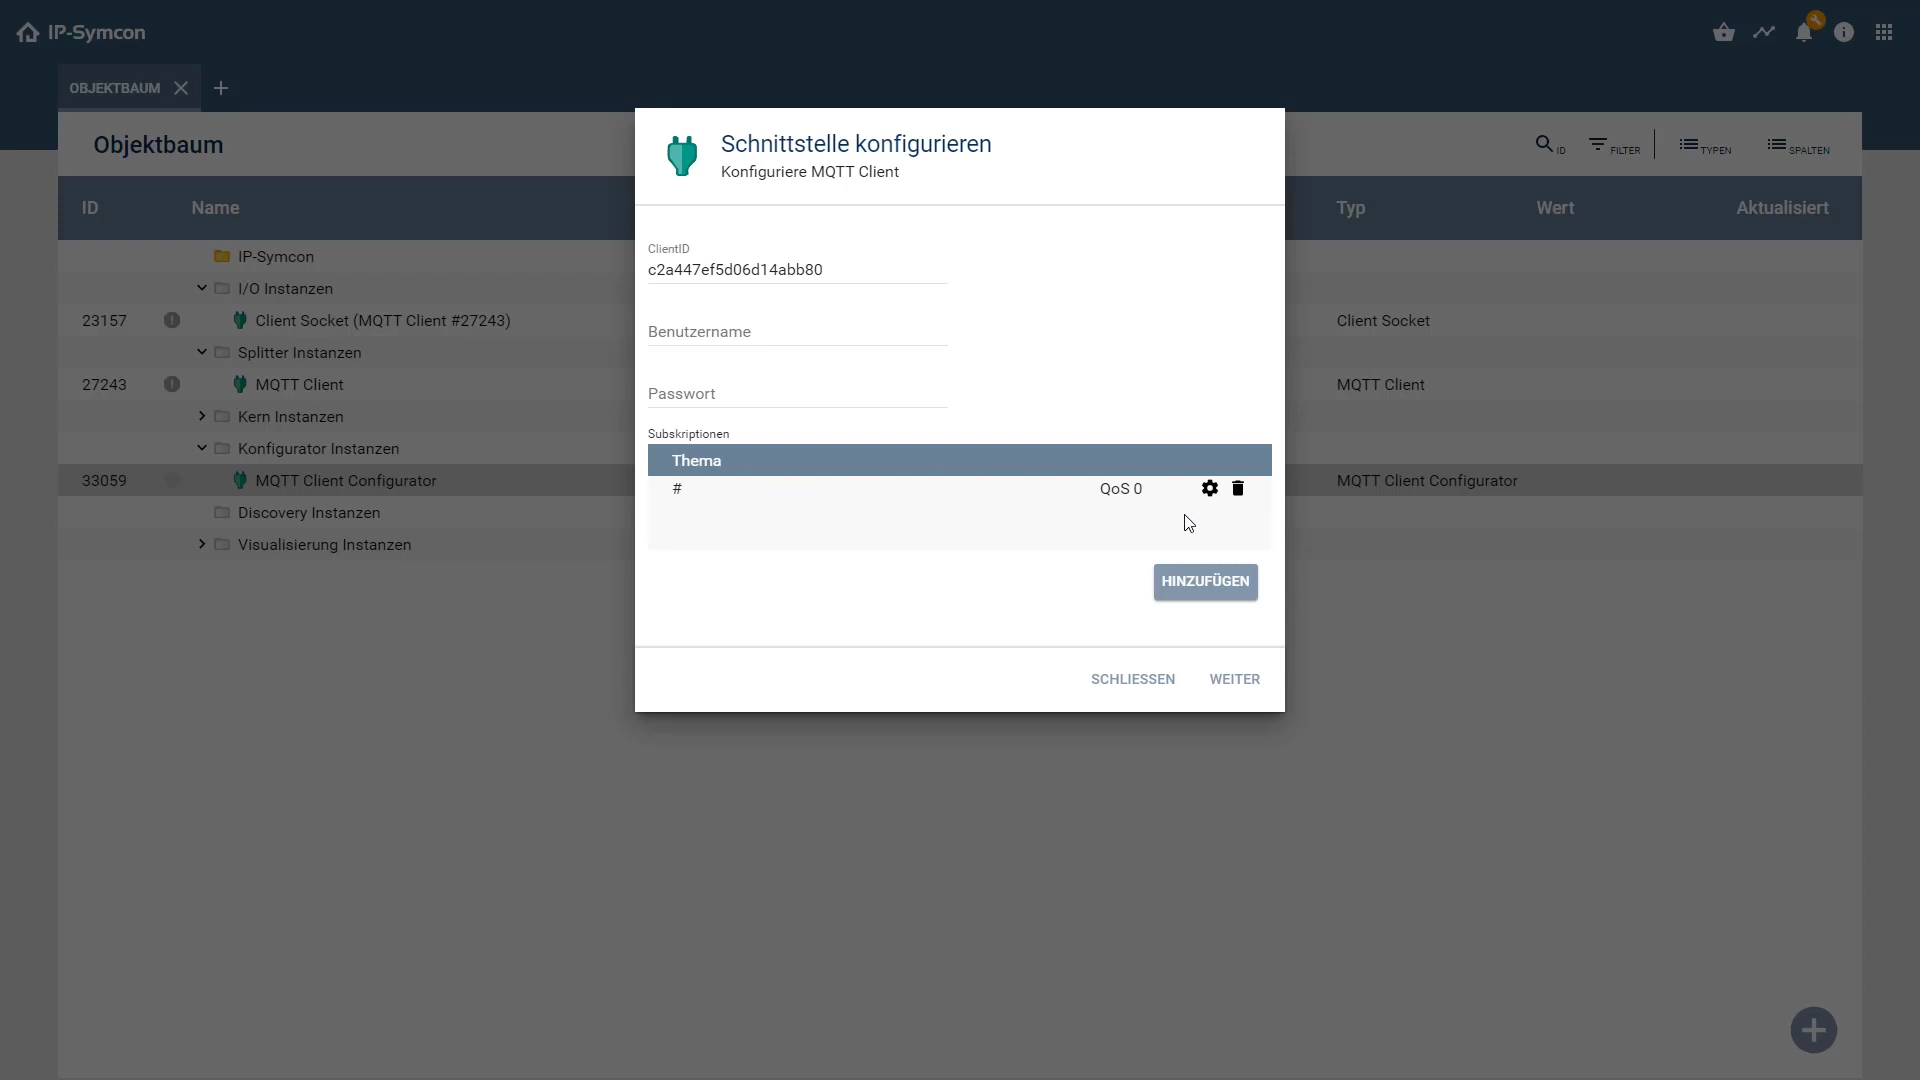 IP-Symcon
OBJEKTBAUM
Objektbaum
ID
FILTER
TYPEN
SPALTEN
ID
Name
Typ
Wert
Aktualisiert
IP-Symcon
I/O Instanzen
23157
Client Socket (MQTT Client #27243)
Client Socket
Splitter Instanzen
27243
MQTT Client
MQTT Client
Kern Instanzen
Konfigurator Instanzen
33059
MQTT Client Configurator
MQTT Client Configurator
Discovery Instanzen
Visualisierung Instanzen
Schnittstelle konfigurieren
Konfiguriere MQTT Client
ClientID
c2a447ef5d06d14abb80
Benutzername
Passwort
Subskriptionen
Thema
# QoS 0
HINZUFÜGEN
SCHLIESSEN
WEITER